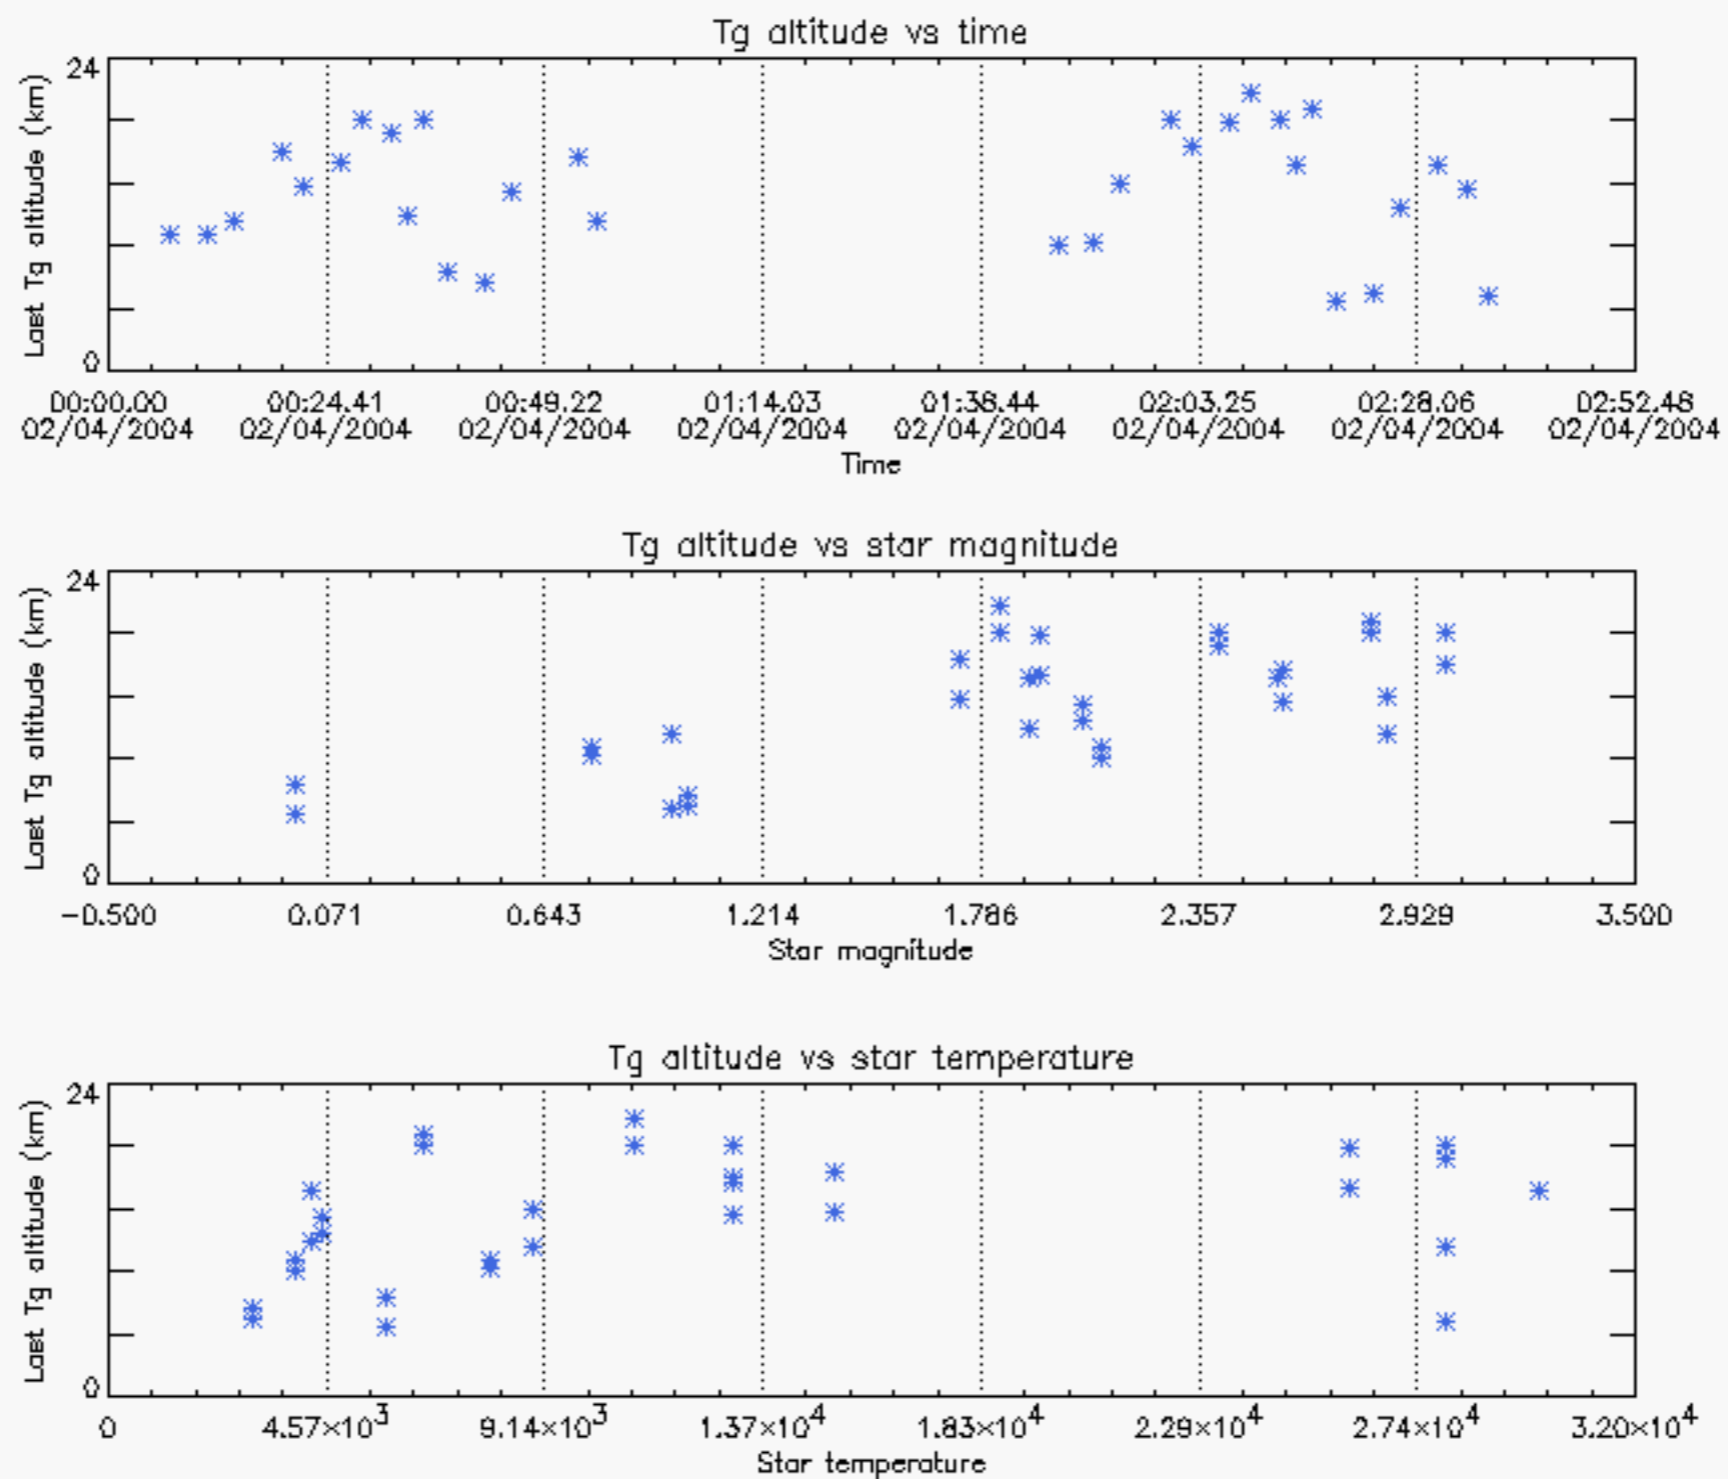 Tg altitude vs time
24
Last Tg altitude (km)
0
00:00.00 00:24.41 00:49.22 01:14.03 01:38.44 02:03.25 02:28.06 02:52.48
02/04/2004 02/04/2004 02/04/2004 02/04/2004 02/04/2004 02/04/2004 02/04/2004 02/04/2004
Time
Tg altitude vs star magnitude
24
Last Tg altitude (km)
0
-0.500 0.071 0.643 1.214 1.786 2.357 2.929 3.500
Star magnitude
Tg altitude vs star temperature
24
Last Tg altitude (km)
0
0 4.57×10³ 9.14×10³ 1.37×10⁴ 1.83×10⁴ 2.29×10⁴ 2.74×10⁴ 3.20×10⁴
Star temperature